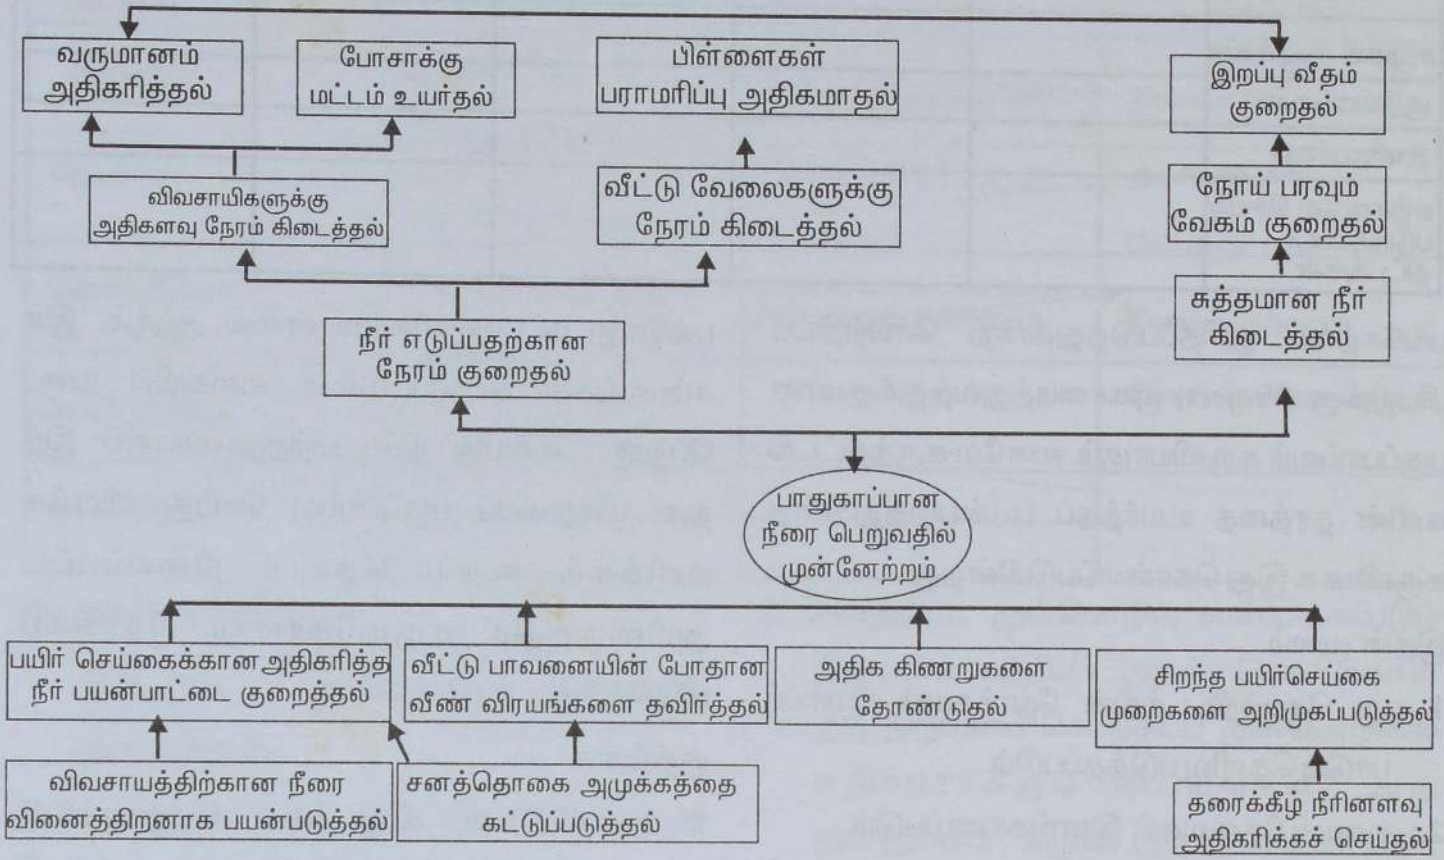 வருமானம்
அதிகரித்தல்
போசாக்கு
மட்டம் உயர்தல்
பிள்ளைகள்
பராமரிப்பு அதிகமாதல்
இறப்பு வீதம்
குறைதல்
விவசாயிகளுக்கு
அதிகளவு நேரம் கிடைத்தல்
வீட்டு வேலைகளுக்கு
நேரம் கிடைத்தல்
நோய் பரவும்
வேகம் குறைதல்
நீர் எடுப்பதற்கான
நேரம் குறைதல்
சுத்தமான நீர்
கிடைத்தல்
பாதுகாப்பான
நீரை பெறுவதில்
முன்னேற்றம்
பயிர் செய்கைக்கான அதிகரித்த
நீர் பயன்பாட்டை குறைத்தல்
வீட்டு பாவனையின் போதான
வீண் விரயங்களை தவிர்த்தல்
அதிக கிணறுகளை
தோண்டுதல்
சிறந்த பயிர்செய்கை
முறைகளை அறிமுகப்படுத்தல்
விவசாயத்திற்கான நீரை
வினைத்திறனாக பயன்படுத்தல்
சனத்தொகை அமுக்கத்தை
கட்டுப்படுத்தல்
தரைக்கீழ் நீரினளவு
அதிகரிக்கச் செய்தல்